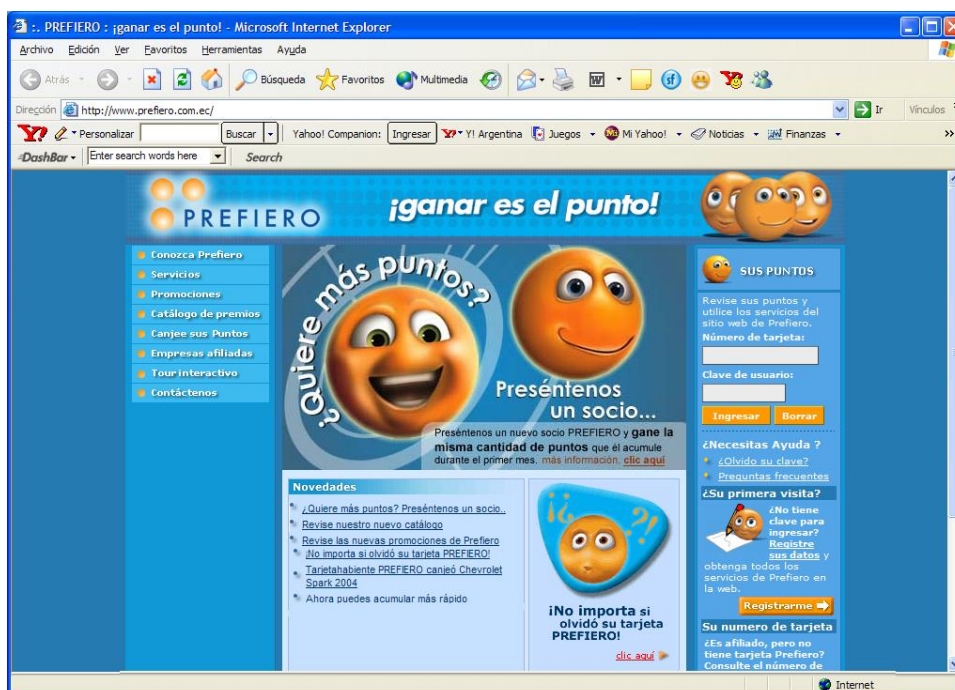 :. PREFIERO : ¡ganar es el punto! - Microsoft Internet Explorer
Archivo Edición Ver Favoritos Herramientas Ayuda
Atrás Búsqueda Favoritos Multimedia
Dirección http://www.prefiero.com.ec/ Ir Vínculos
Y! Personalizar Buscar Yahoo! Companion: Ingresar Y! Y! Argentina Juegos Mi Yahoo! Noticias Finanzas
DashBar Enter search words here Search
PREFIERO
¡ganar es el punto!
Conozca Prefiero
Servicios
Promociones
Catálogo de premios
Canjee sus Puntos
Empresas afiliadas
Tour interactivo
Contáctenos
¿Quiere más puntos?
Preséntenos
un socio...
Preséntenos un nuevo socio PREFIERO y gane la
misma cantidad de puntos que él acumule
durante el primer mes. más información, clic aquí
Novedades
¿Quiere más puntos? Preséntenos un socio..
Revise nuestro nuevo catálogo
Revise las nuevas promociones de Prefiero
¡No importa si olvidó su tarjeta PREFIERO!
Tarjetahabiente PREFIERO canjeó Chevrolet
Spark 2004
Ahora puedes acumular más rápido
¡No importa si
olvidó su tarjeta
PREFIERO!
clic aquí
SUS PUNTOS
Revise sus puntos y
utilice los servicios del
sitio web de Prefiero.
Número de tarjeta:
Clave de usuario:
Ingresar Borrar
¿Necesitas Ayuda ?
¿Olvido su clave?
Preguntas frecuentes
¿Su primera visita?
¿No tiene
clave para
ingresar?
Registre
sus datos y
obtenga todos los
servicios de Prefiero en
la web.
Registrarme
Su numero de tarjeta
¿Es afiliado, pero no
tiene tarjeta Prefiero?
Consulte el número de
Internet